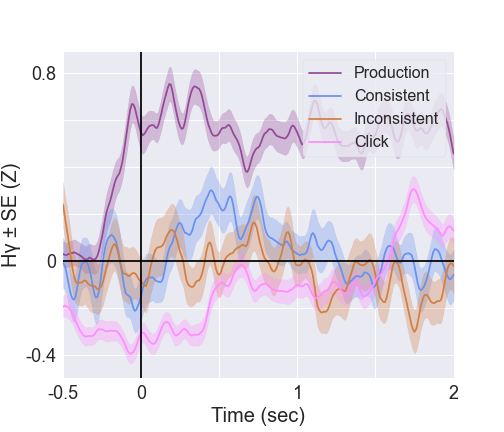 Production
Consistent
Inconsistent
Click
0.8
0
-0.4
Hγ ± SE (Z)
-0.5
0
1
2
Time (sec)